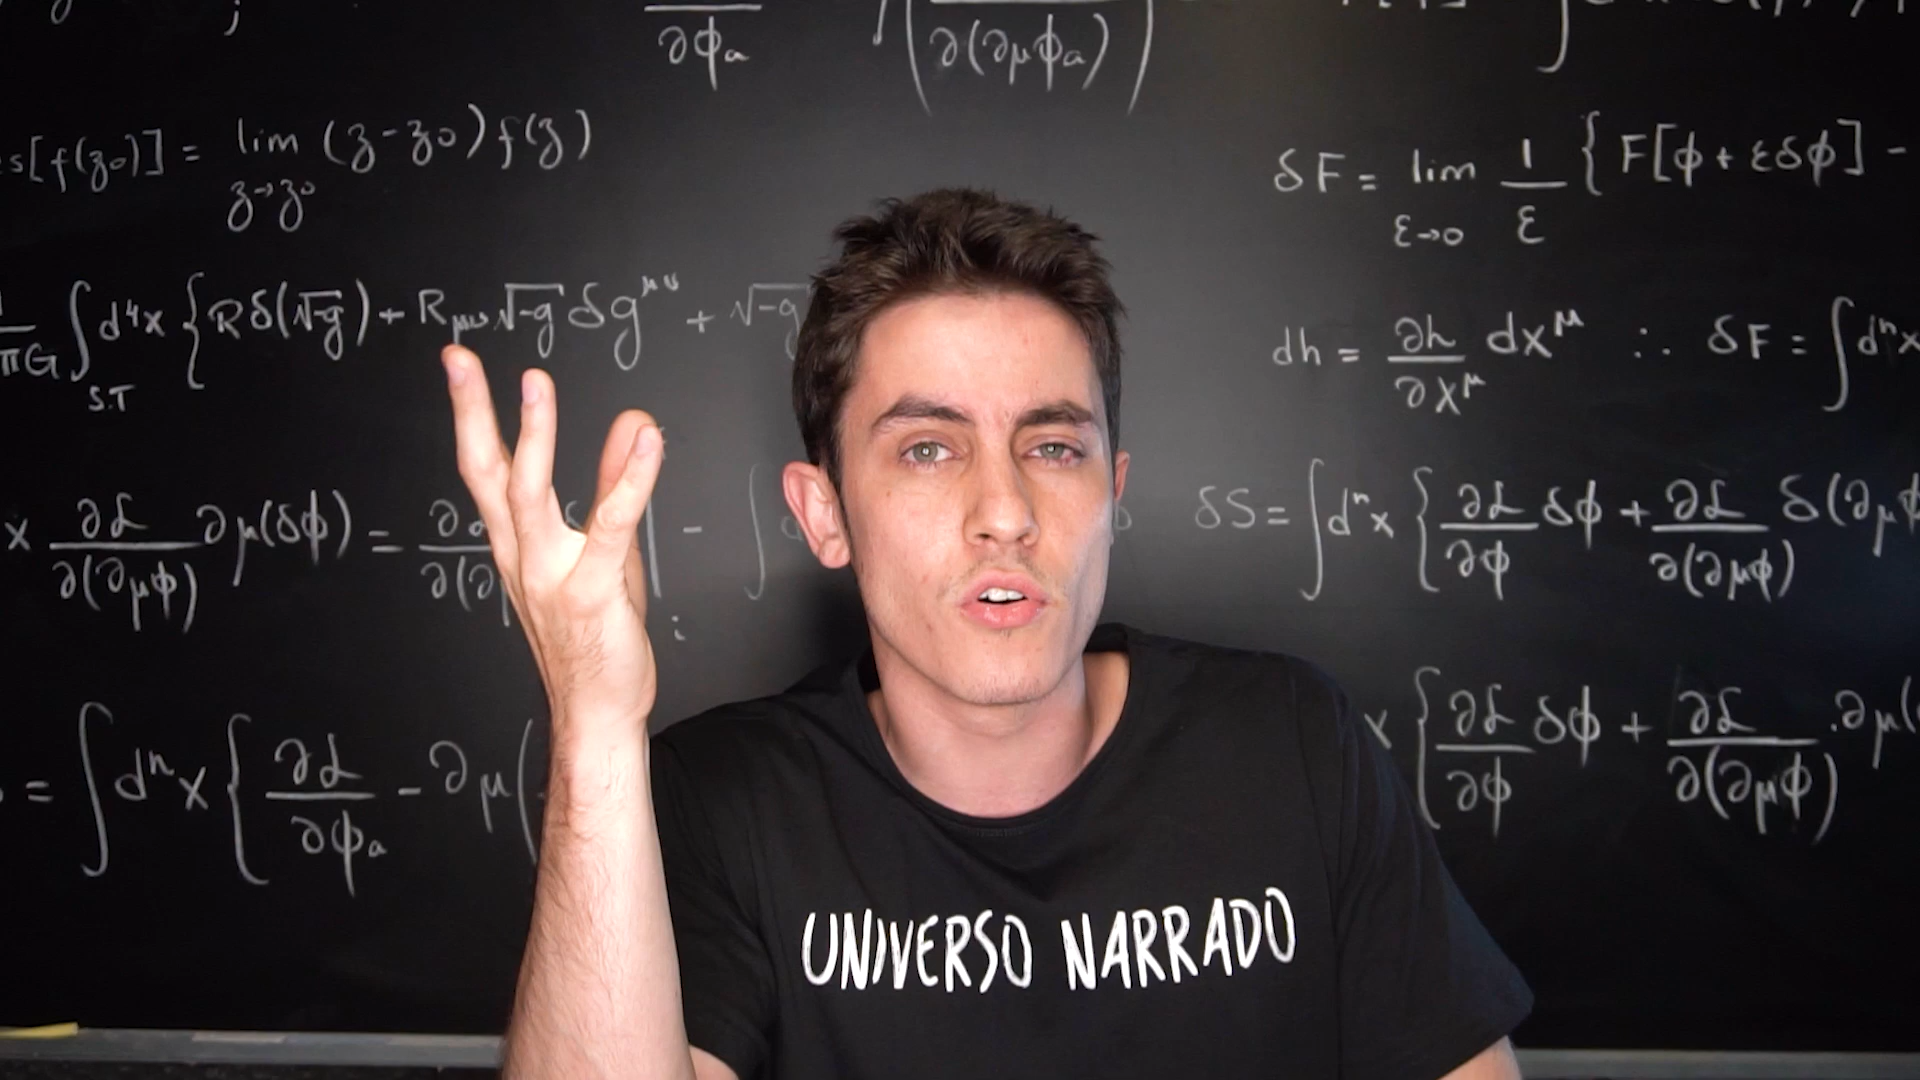 ∂ϕₐ
∂(∂μϕₐ)
s[f(z₀)] = lim (z-z₀) f(z)
z→z₀
δF = lim 1/ε { F[ϕ + εδϕ] -
ε→0
πG ∫ d⁴x { Rδ(√-g) + Rμν √-g δg^μν + √-g
S.T
dh = ∂h/∂x^μ dx^μ ∴ δF = ∫ dⁿx
x ∂ℒ/∂(∂μϕ) ∂μ(δϕ) =
- ∫
i
δS = ∫ dⁿx { ∂ℒ/∂ϕ δϕ + ∂ℒ/∂(∂μϕ) δ(∂μϕ
= ∫ dⁿx { ∂ℒ/∂ϕₐ - ∂μ(
x { ∂ℒ/∂ϕ δϕ + ∂ℒ/∂(∂μϕ) .∂μ(
UNIVERSO NARRADO